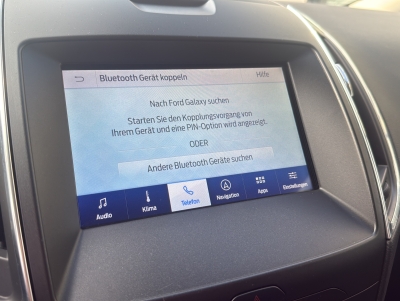 Bluetooth Gerät koppeln
Hilfe
Nach Ford Galaxy suchen
Starten Sie den Kopplungsvorgang von
Ihrem Gerät und eine PIN-Option wird angezeigt.
ODER
Andere Bluetooth Geräte suchen
Audio
Klima
Telefon
Navigation
Apps
Einstellungen